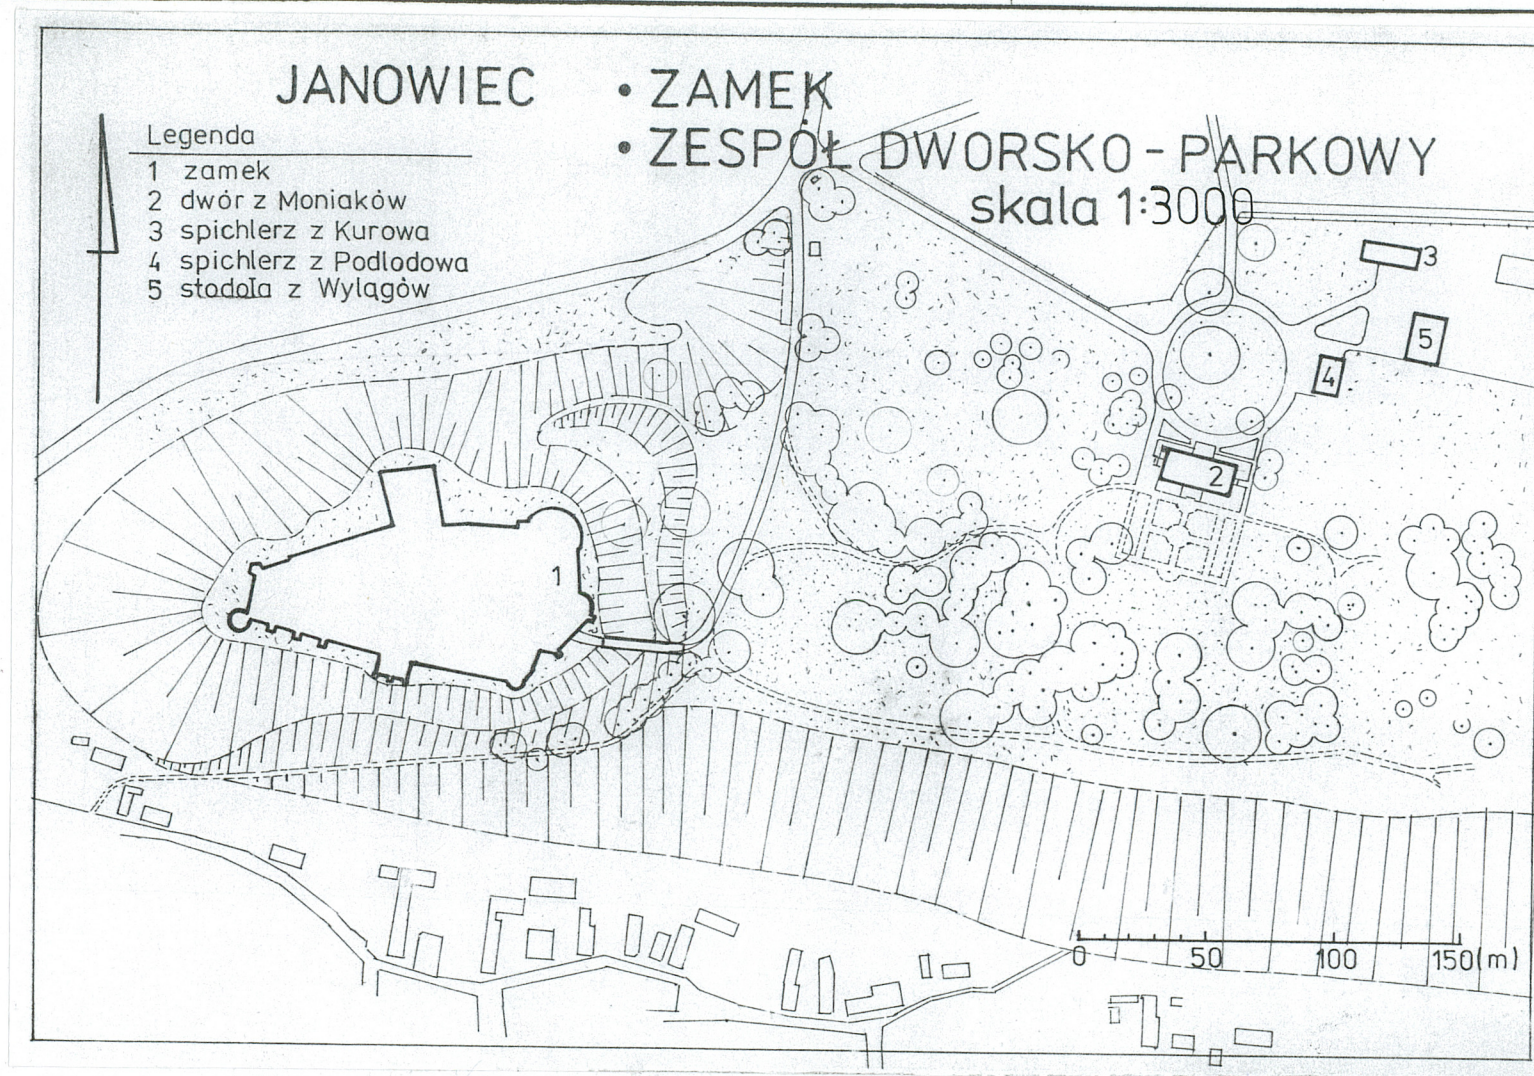 JANOWIEC
• ZAMEK
• ZESPÓŁ DWORSKO-PARKOWY
skala 1:3000
Legenda
1 zamek
2 dwór z Moniaków
3 spichlerz z Kurowa
4 spichlerz z Podlodowa
5 stodoła z Wylągów
3
5
4
2
1
0 50 100 150(m)